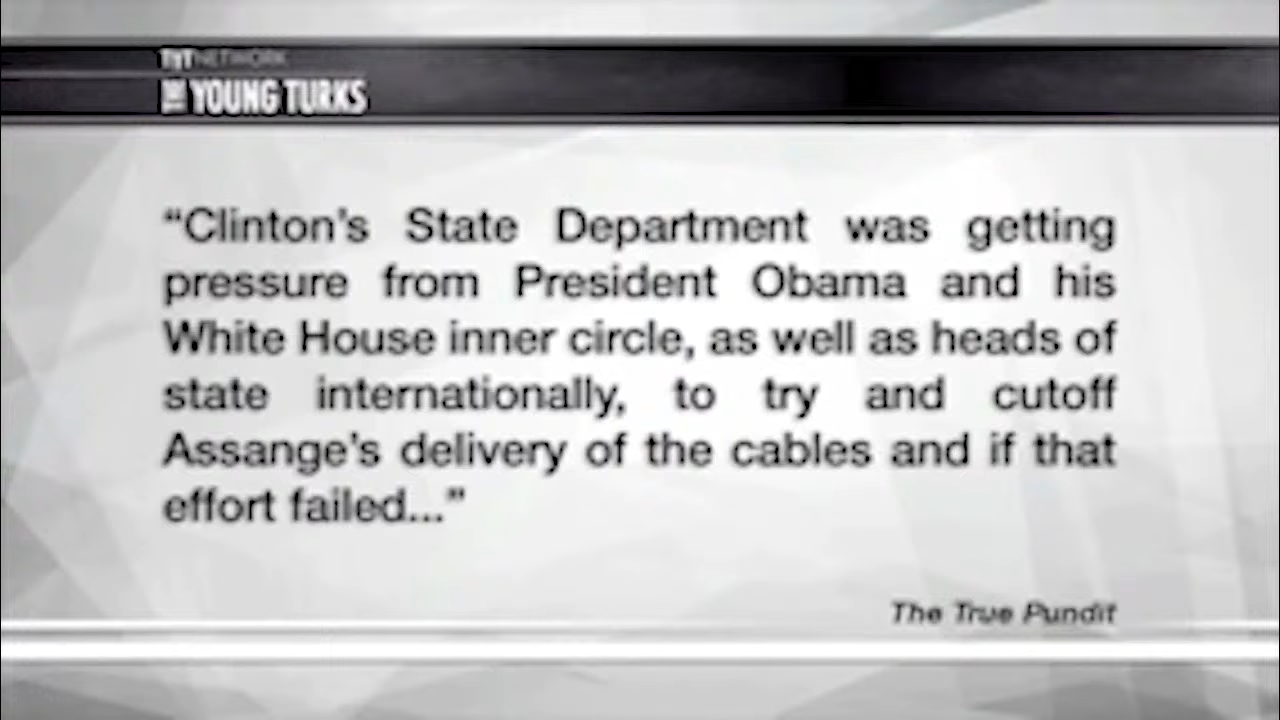 TYT NETWORK
THE YOUNG TURKS
“Clinton’s State Department was getting
pressure from President Obama and his
White House inner circle, as well as heads of
state internationally, to try and cutoff
Assange’s delivery of the cables and if that
effort failed...”
The True Pundit